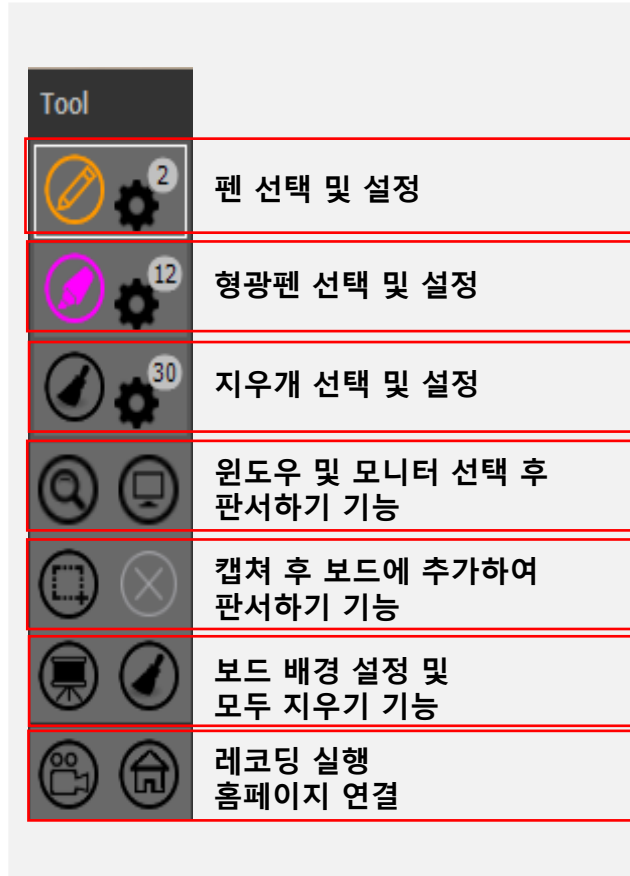 Tool
2
펜 선택 및 설정
12
형광펜 선택 및 설정
30
지우개 선택 및 설정
윈도우 및 모니터 선택 후
판서하기 기능
캡쳐 후 보드에 추가하여
판서하기 기능
보드 배경 설정 및
모두 지우기 기능
레코딩 실행
홈페이지 연결